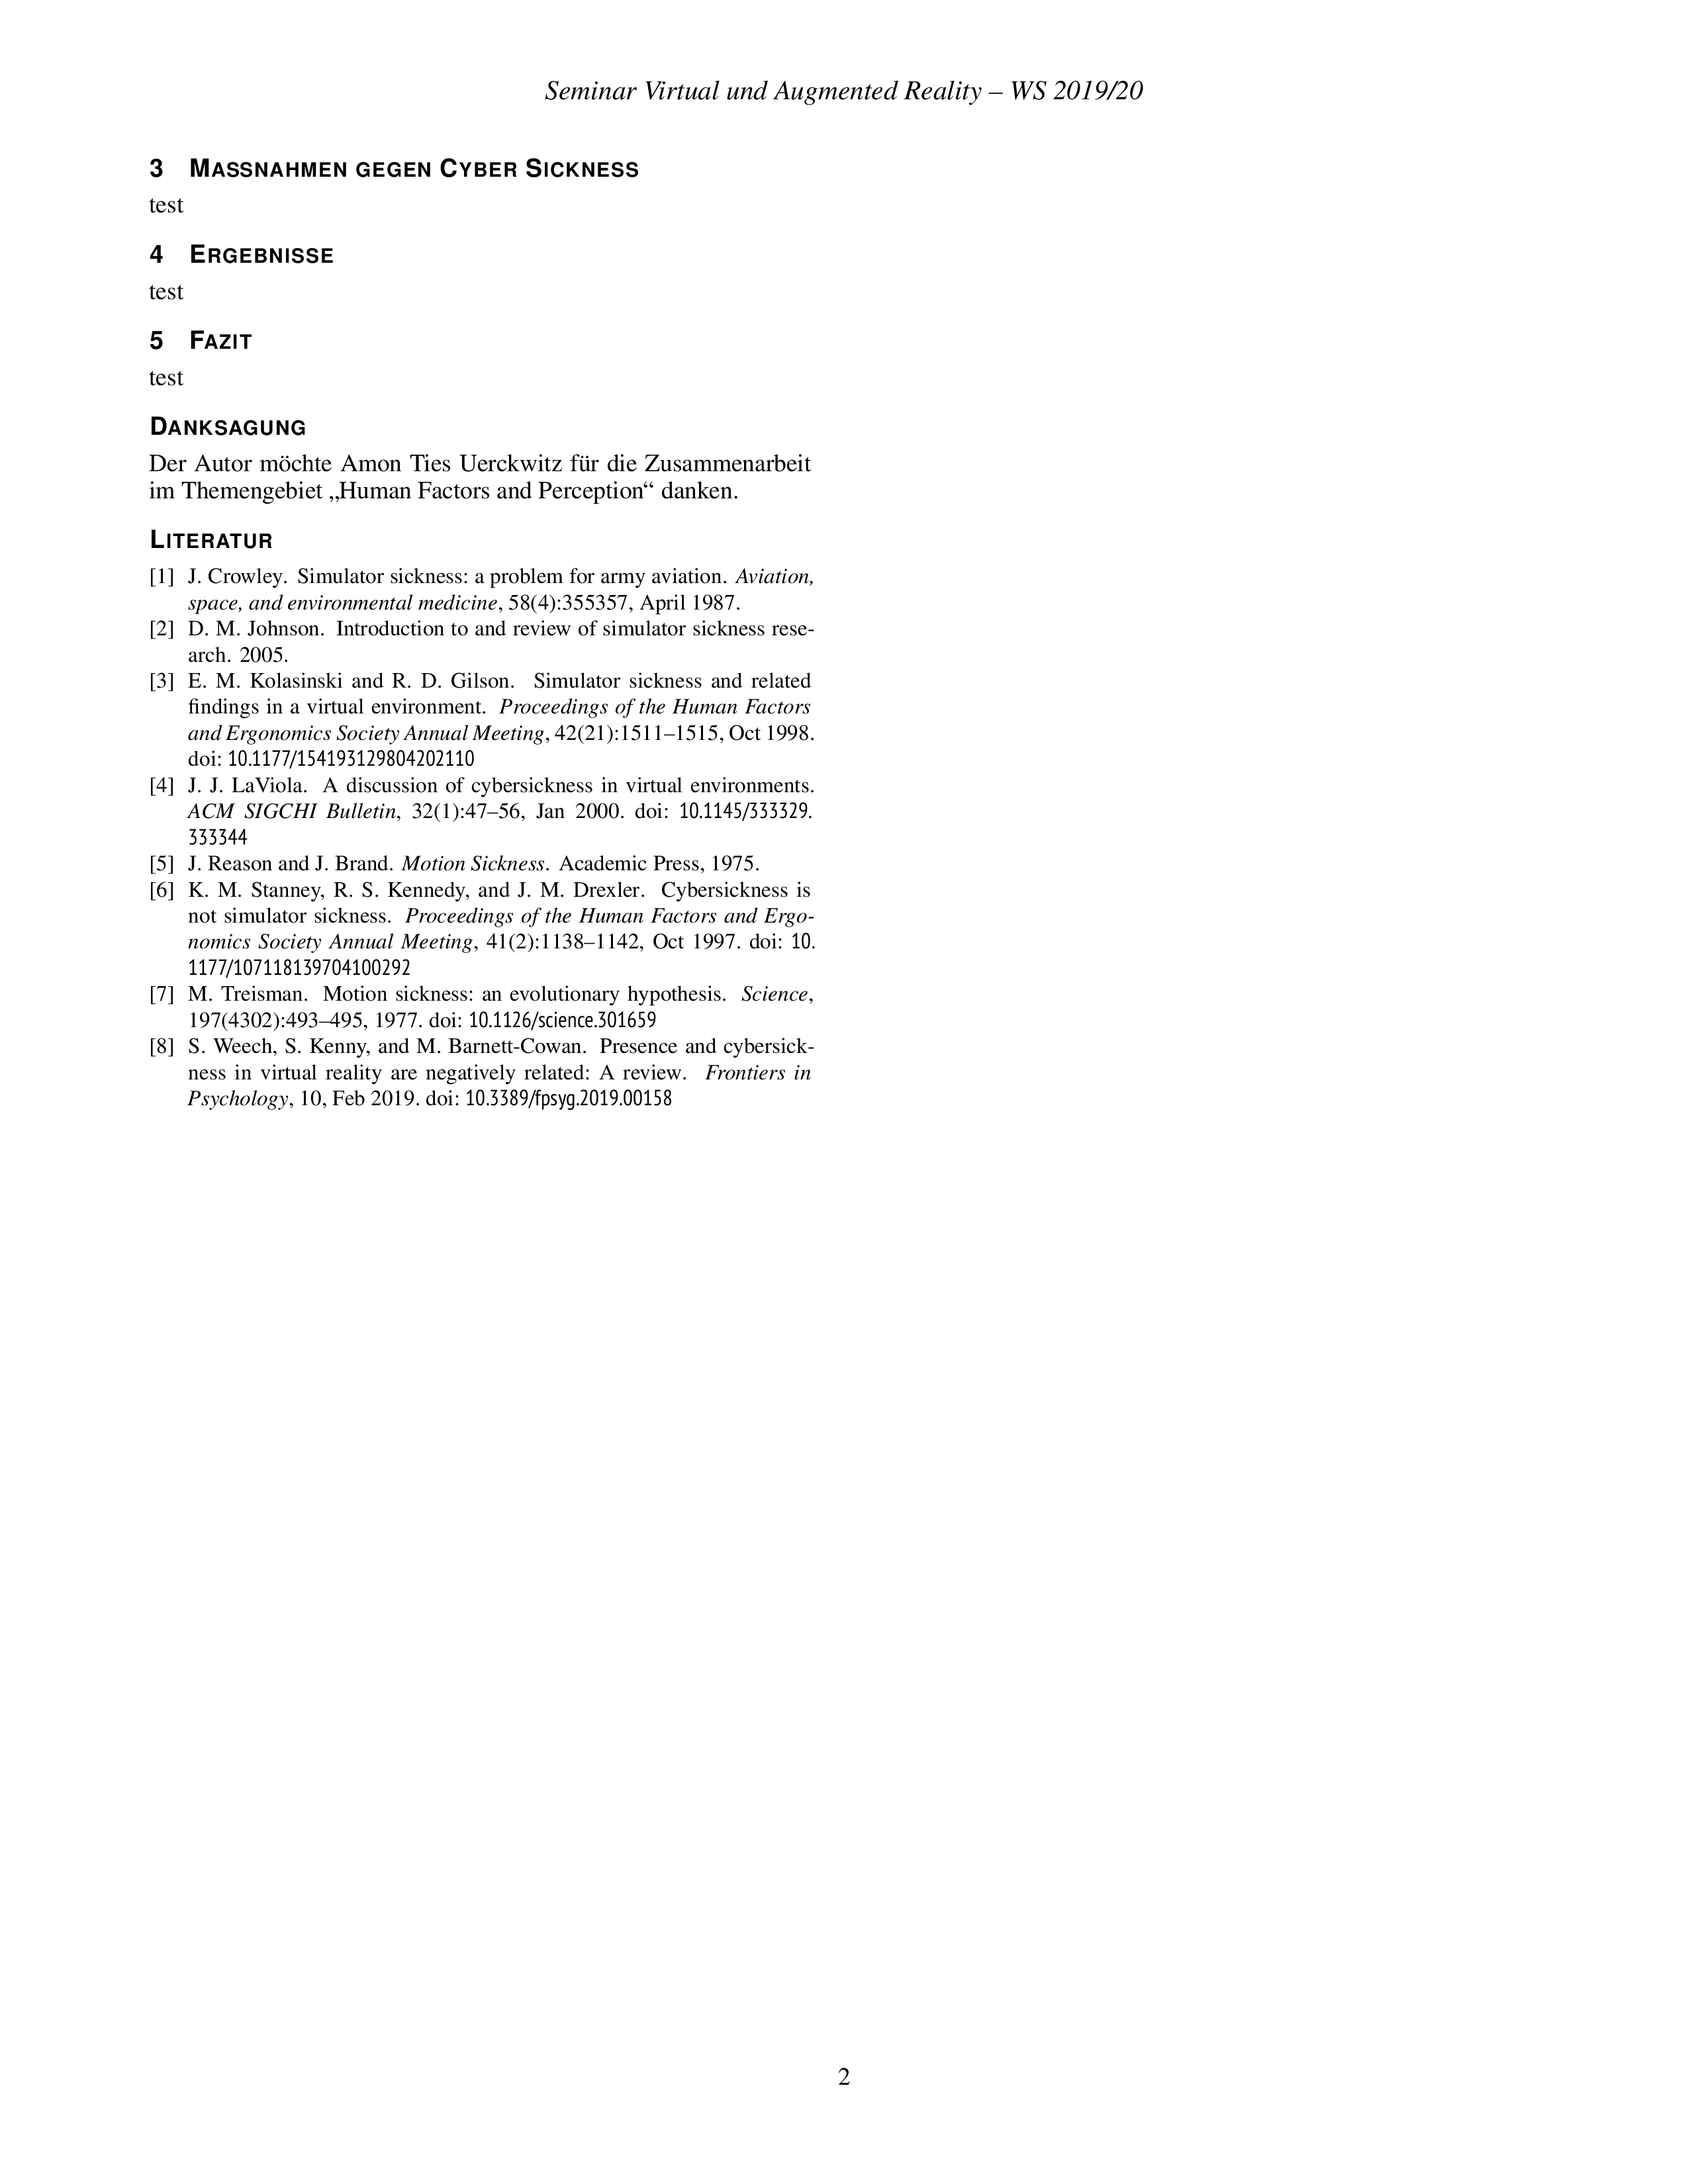 Seminar Virtual und Augmented Reality – WS 2019/20
3 MASSNAHMEN GEGEN CYBER SICKNESS
test
4 ERGEBNISSE
test
5 FAZIT
test
DANKSAGUNG
Der Autor möchte Amon Ties Uerckwitz für die Zusammenarbeit
im Themengebiet „Human Factors and Perception“ danken.
LITERATUR
[1] J. Crowley. Simulator sickness: a problem for army aviation. Aviation,
space, and environmental medicine, 58(4):355357, April 1987.
[2] D. M. Johnson. Introduction to and review of simulator sickness rese-
arch. 2005.
[3] E. M. Kolasinski and R. D. Gilson. Simulator sickness and related
findings in a virtual environment. Proceedings of the Human Factors
and Ergonomics Society Annual Meeting, 42(21):1511–1515, Oct 1998.
doi: 10.1177/154193129804202110
[4] J. J. LaViola. A discussion of cybersickness in virtual environments.
ACM SIGCHI Bulletin, 32(1):47–56, Jan 2000. doi: 10.1145/333329.
333344
[5] J. Reason and J. Brand. Motion Sickness. Academic Press, 1975.
[6] K. M. Stanney, R. S. Kennedy, and J. M. Drexler. Cybersickness is
not simulator sickness. Proceedings of the Human Factors and Ergo-
nomics Society Annual Meeting, 41(2):1138–1142, Oct 1997. doi: 10.
1177/107118139704100292
[7] M. Treisman. Motion sickness: an evolutionary hypothesis. Science,
197(4302):493–495, 1977. doi: 10.1126/science.301659
[8] S. Weech, S. Kenny, and M. Barnett-Cowan. Presence and cybersick-
ness in virtual reality are negatively related: A review. Frontiers in
Psychology, 10, Feb 2019. doi: 10.3389/fpsyg.2019.00158
2